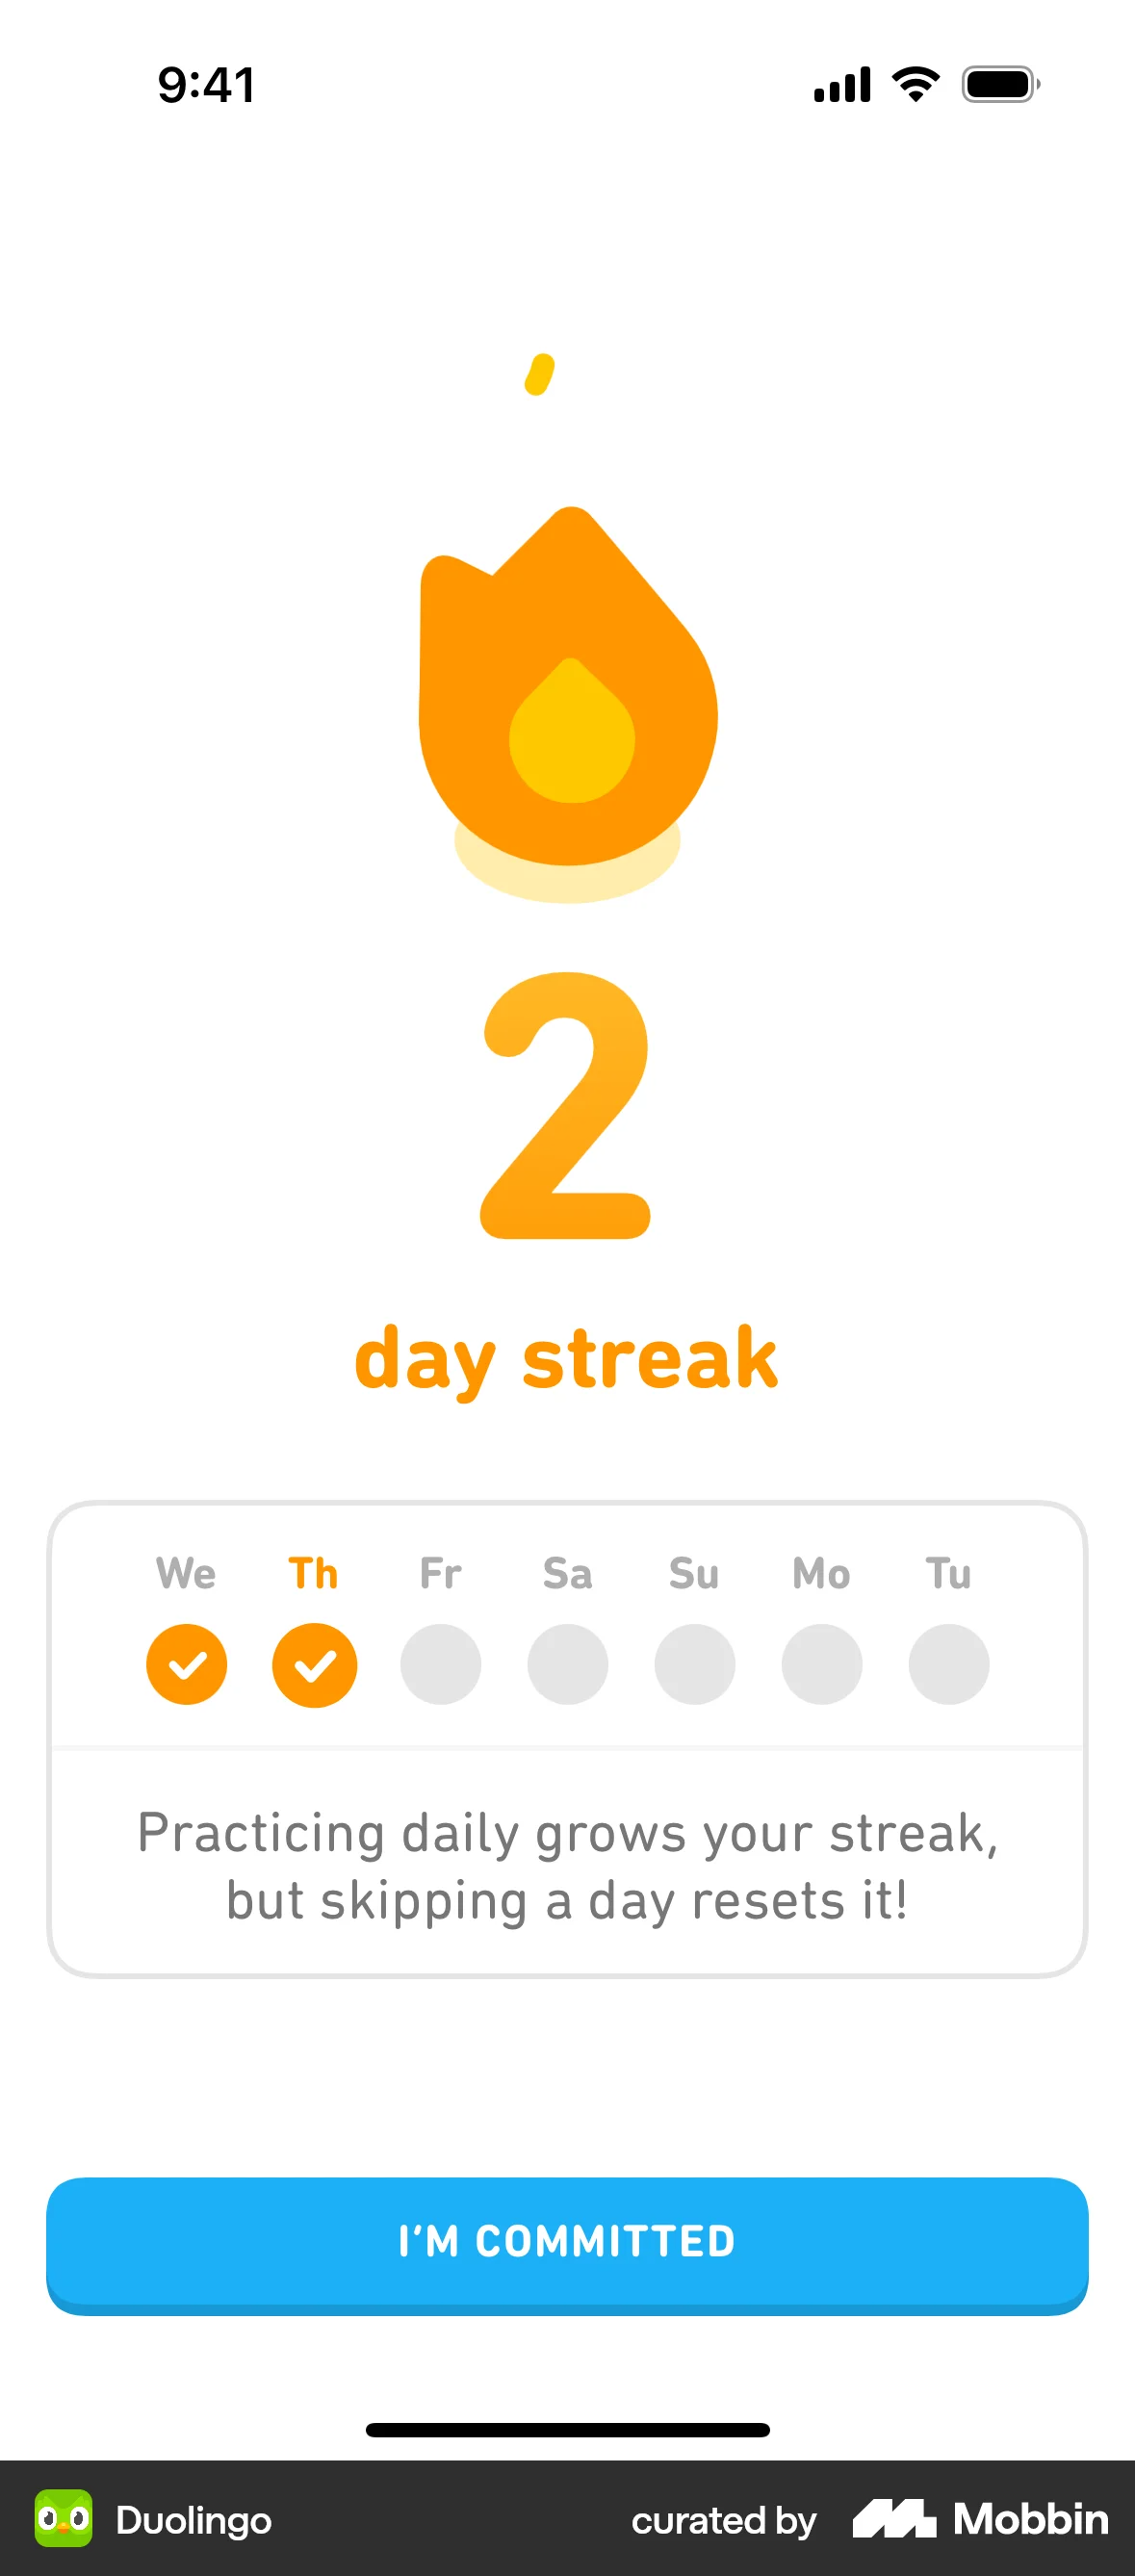 9:41
2
day streak
We Th Fr Sa Su Mo Tu
Practicing daily grows your streak,
but skipping a day resets it!
I'M COMMITTED
Duolingo curated by Mobbin